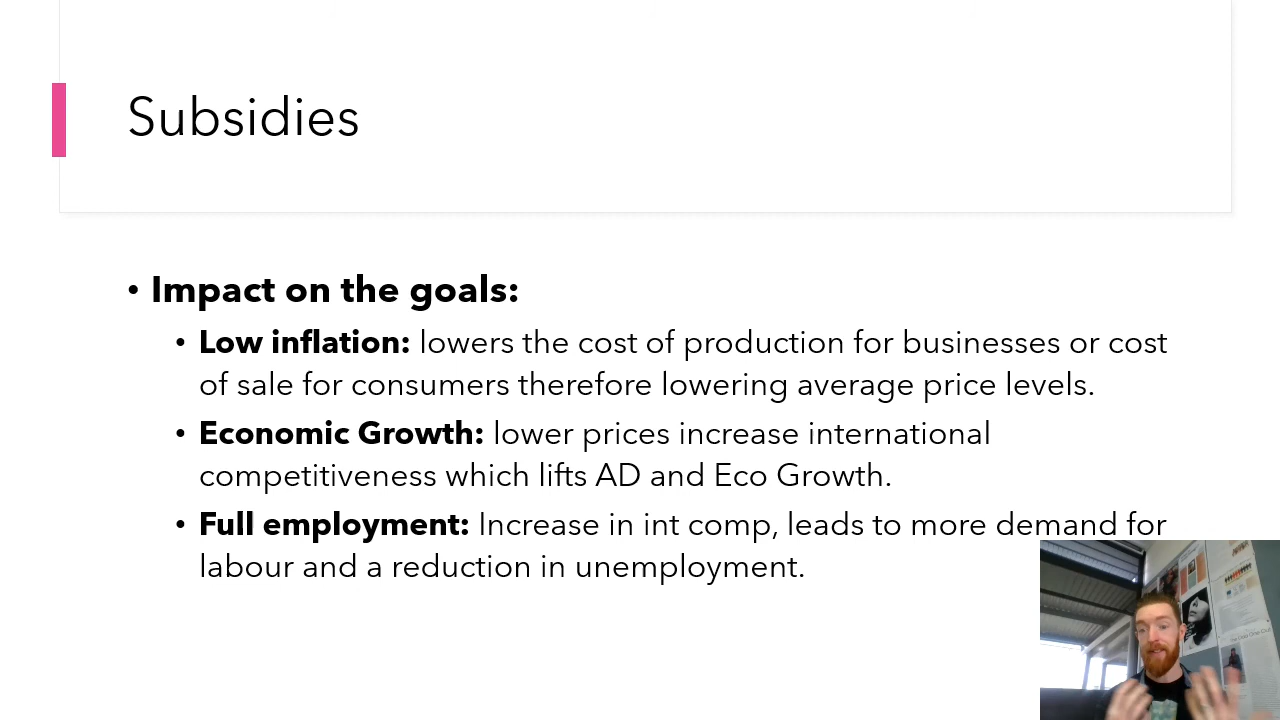 Subsidies
• Impact on the goals:
• Low inflation: lowers the cost of production for businesses or cost
of sale for consumers therefore lowering average price levels.
• Economic Growth: lower prices increase international
competitiveness which lifts AD and Eco Growth.
• Full employment: Increase in int comp, leads to more demand for
labour and a reduction in unemployment.